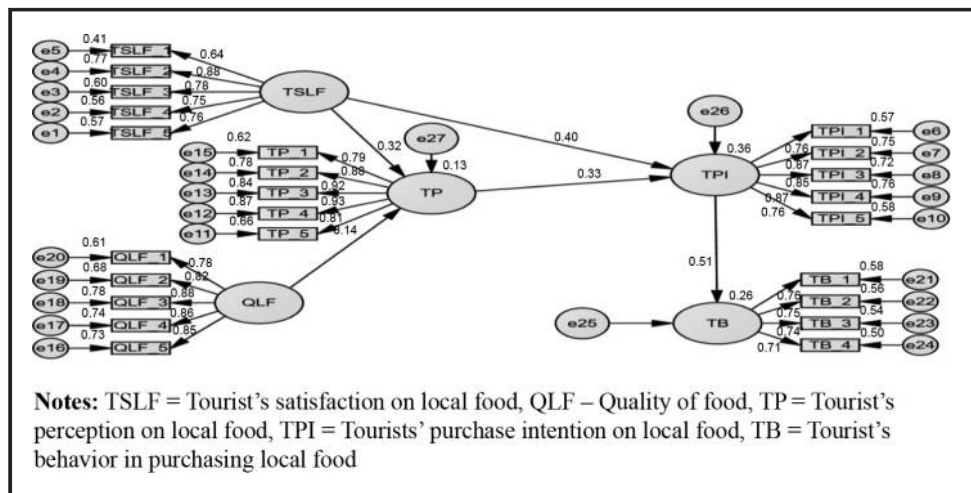 e5
0.41
TSLF_1
0.64
e4
0.77
TSLF_2
0.88
e3
0.60
TSLF_3
0.78
e2
0.56
TSLF_4
0.75
e1
0.57
TSLF_5
0.76
TSLF
0.40
0.32
e27
0.13
TP
0.33
e15
0.62
TP_1
0.79
e14
0.78
TP_2
0.88
e13
0.84
TP_3
0.92
e12
0.87
TP_4
0.93
e11
0.66
TP_5
0.81
0.14
e20
0.61
QLF_1
0.78
e19
0.68
QLF_2
0.82
e18
0.78
QLF_3
0.88
e17
0.74
QLF_4
0.86
e16
0.73
QLF_5
0.85
QLF
e26
0.36
TPI
0.76
TPI_1
0.57
e6
0.87
TPI_2
0.75
e7
0.85
TPI_3
0.72
e8
0.87
TPI_4
0.76
e9
0.76
TPI_5
0.58
e10
0.51
e25
0.26
TB
0.76
TB_1
0.58
e21
0.75
TB_2
0.56
e22
0.74
TB_3
0.54
e23
0.71
TB_4
0.50
e24
Notes: TSLF = Tourist's satisfaction on local food, QLF – Quality of food, TP = Tourist's
perception on local food, TPI = Tourists' purchase intention on local food, TB = Tourist's
behavior in purchasing local food